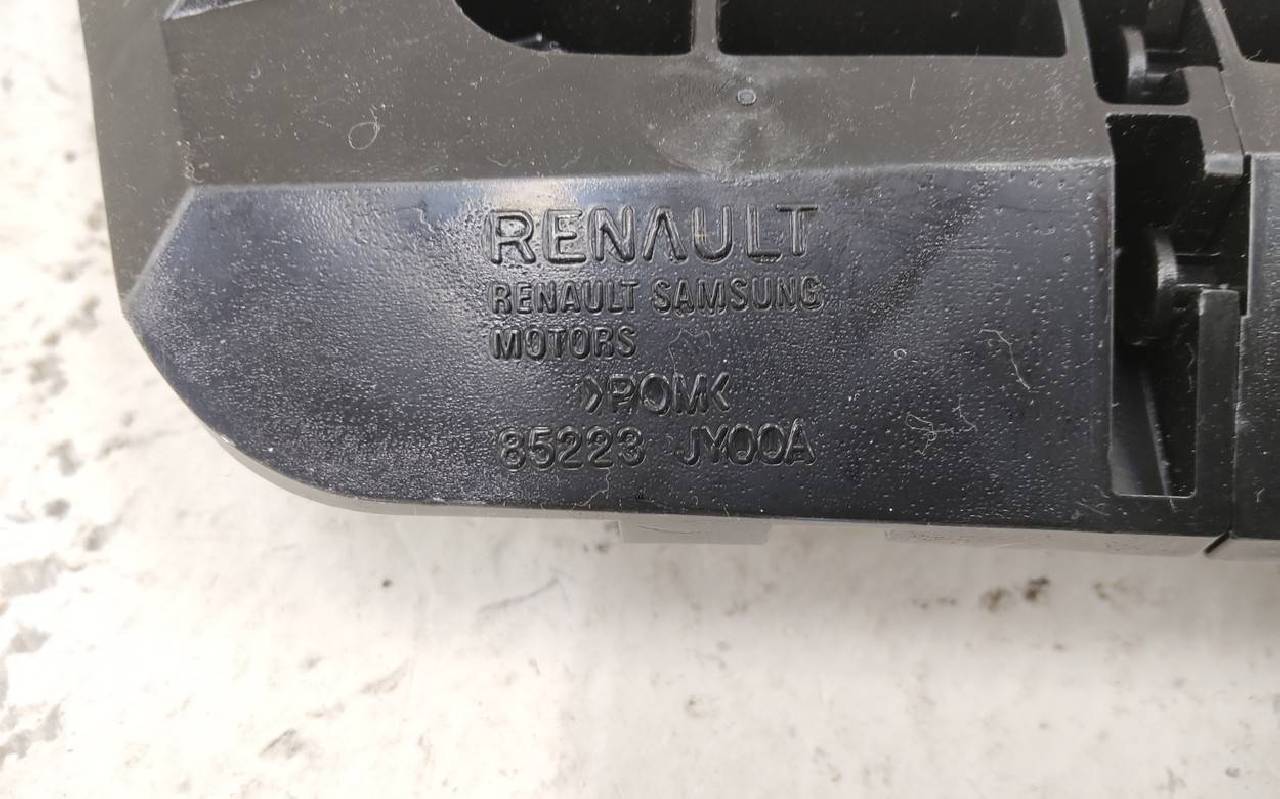 RENAULT
RENAULT SAMSUNG
MOTORS
>POM<
85223 JY00A